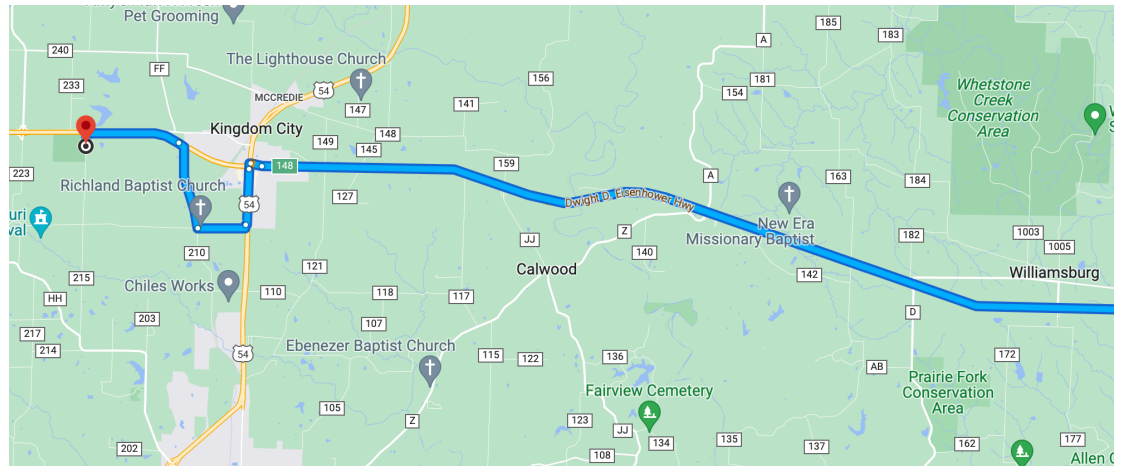 Pet Grooming
185
A
183
240
FF
The Lighthouse Church
156
181
Whetstone
Creek
Conservation
Area
233
54
MCCREDIE
154
147
141
Kingdom City
148
149
145
159
148
223
163
184
A
Richland Baptist Church
127
54
Dwight D. Eisenhower Hwy
New Era
Missionary Baptist
uri
val
JJ
Z
182
1003
1005
210
140
121
Calwood
142
Williamsburg
215
Chiles Works
110
118
117
HH
203
107
D
217
214
54
Ebenezer Baptist Church
115
122
136
172
AB
Prairie Fork
Conservation
Area
Fairview Cemetery
105
Z
123
JJ
134
135
137
162
177
202
108
Allen